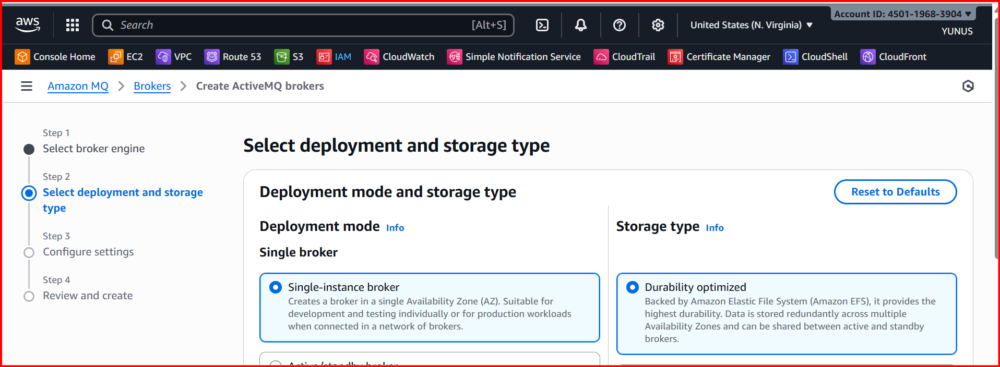 aws
Search
[Alt+S]
United States (N. Virginia)
Account ID: 4501-1968-3904
YUNUS
Console Home
EC2
VPC
Route 53
S3
IAM
CloudWatch
Simple Notification Service
CloudTrail
Certificate Manager
CloudShell
CloudFront
Amazon MQ
Brokers
Create ActiveMQ brokers
Step 1
Select broker engine
Step 2
Select deployment and storage
type
Step 3
Configure settings
Step 4
Review and create
Select deployment and storage type
Deployment mode and storage type
Reset to Defaults
Deployment mode Info
Single broker
Single-instance broker
Creates a broker in a single Availability Zone (AZ). Suitable for
development and testing individually or for production workloads
when connected in a network of brokers.
Active/standby broker
Storage type Info
Durability optimized
Backed by Amazon Elastic File System (Amazon EFS), it provides the
highest durability. Data is stored redundantly across multiple
Availability Zones and can be shared between active and standby
brokers.